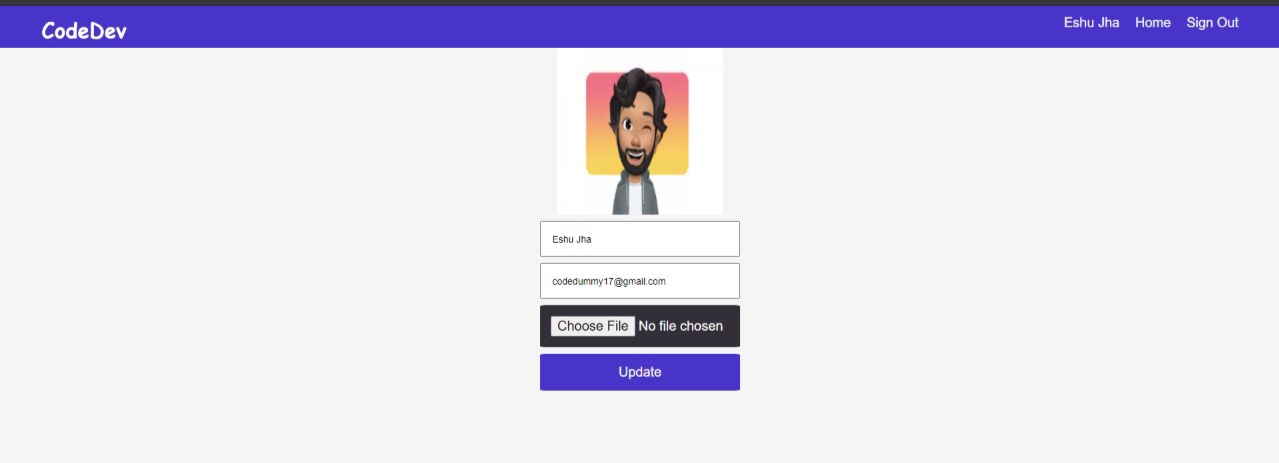 CodeDev
Eshu Jha Home Sign Out
Eshu Jha
codedummy17@gmail.com
Choose File No file chosen
Update